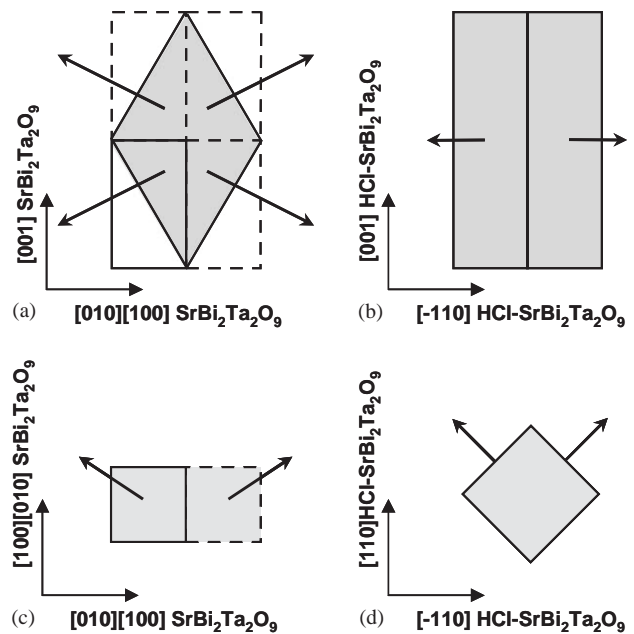 [001] SrBi₂Ta₂O₉
(a) [010][100] SrBi₂Ta₂O₉
[001] HCl-SrBi₂Ta₂O₉
(b) [-110] HCl-SrBi₂Ta₂O₉
[100][010] SrBi₂Ta₂O₉
(c) [010][100] SrBi₂Ta₂O₉
[110]HCl-SrBi₂Ta₂O₉
(d) [-110] HCl-SrBi₂Ta₂O₉